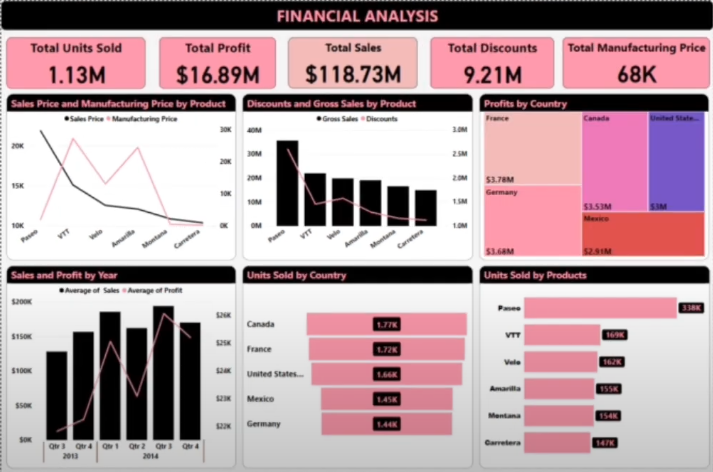 FINANCIAL ANALYSIS
Total Units Sold
1.13M
Total Profit
$16.89M
Total Sales
$118.73M
Total Discounts
9.21M
Total Manufacturing Price
68K
Sales Price and Manufacturing Price by Product
Sales Price Manufacturing Price
20K
15K
10K
30K
20K
10K
0K
Paseo
VTT
Velo
Amarilla
Montana
Carretera
Discounts and Gross Sales by Product
Gross Sales Discounts
40M
30M
20M
10M
0M
3.0M
2.5M
2.0M
1.5M
1.0M
Paseo
VTT
Velo
Amarilla
Montana
Carretera
Profits by Country
France
$3.78M
Germany
$3.68M
Canada
$3.53M
United State...
$3M
Mexico
$2.91M
Sales and Profit by Year
Average of Sales Average of Profit
$200K
$150K
$100K
$50K
$0K
$26K
$25K
$24K
$23K
$22K
Qtr 3 Qtr 4 Qtr 1 Qtr 2 Qtr 3 Qtr 4
2013 2014
Units Sold by Country
Canada 1.77K
France 1.72K
United States... 1.66K
Mexico 1.45K
Germany 1.44K
Units Sold by Products
Paseo 338K
VTT 169K
Velo 162K
Amarilla 155K
Montana 154K
Carretera 147K